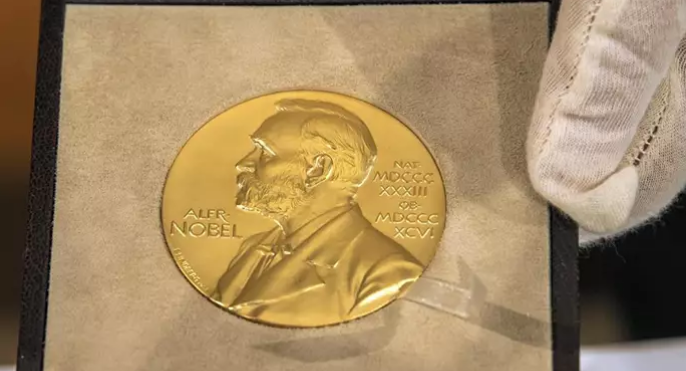 ALFR.
NOBEL
NAT.
MDCCC
XXXIII
OB.
MDCCC
XCVI